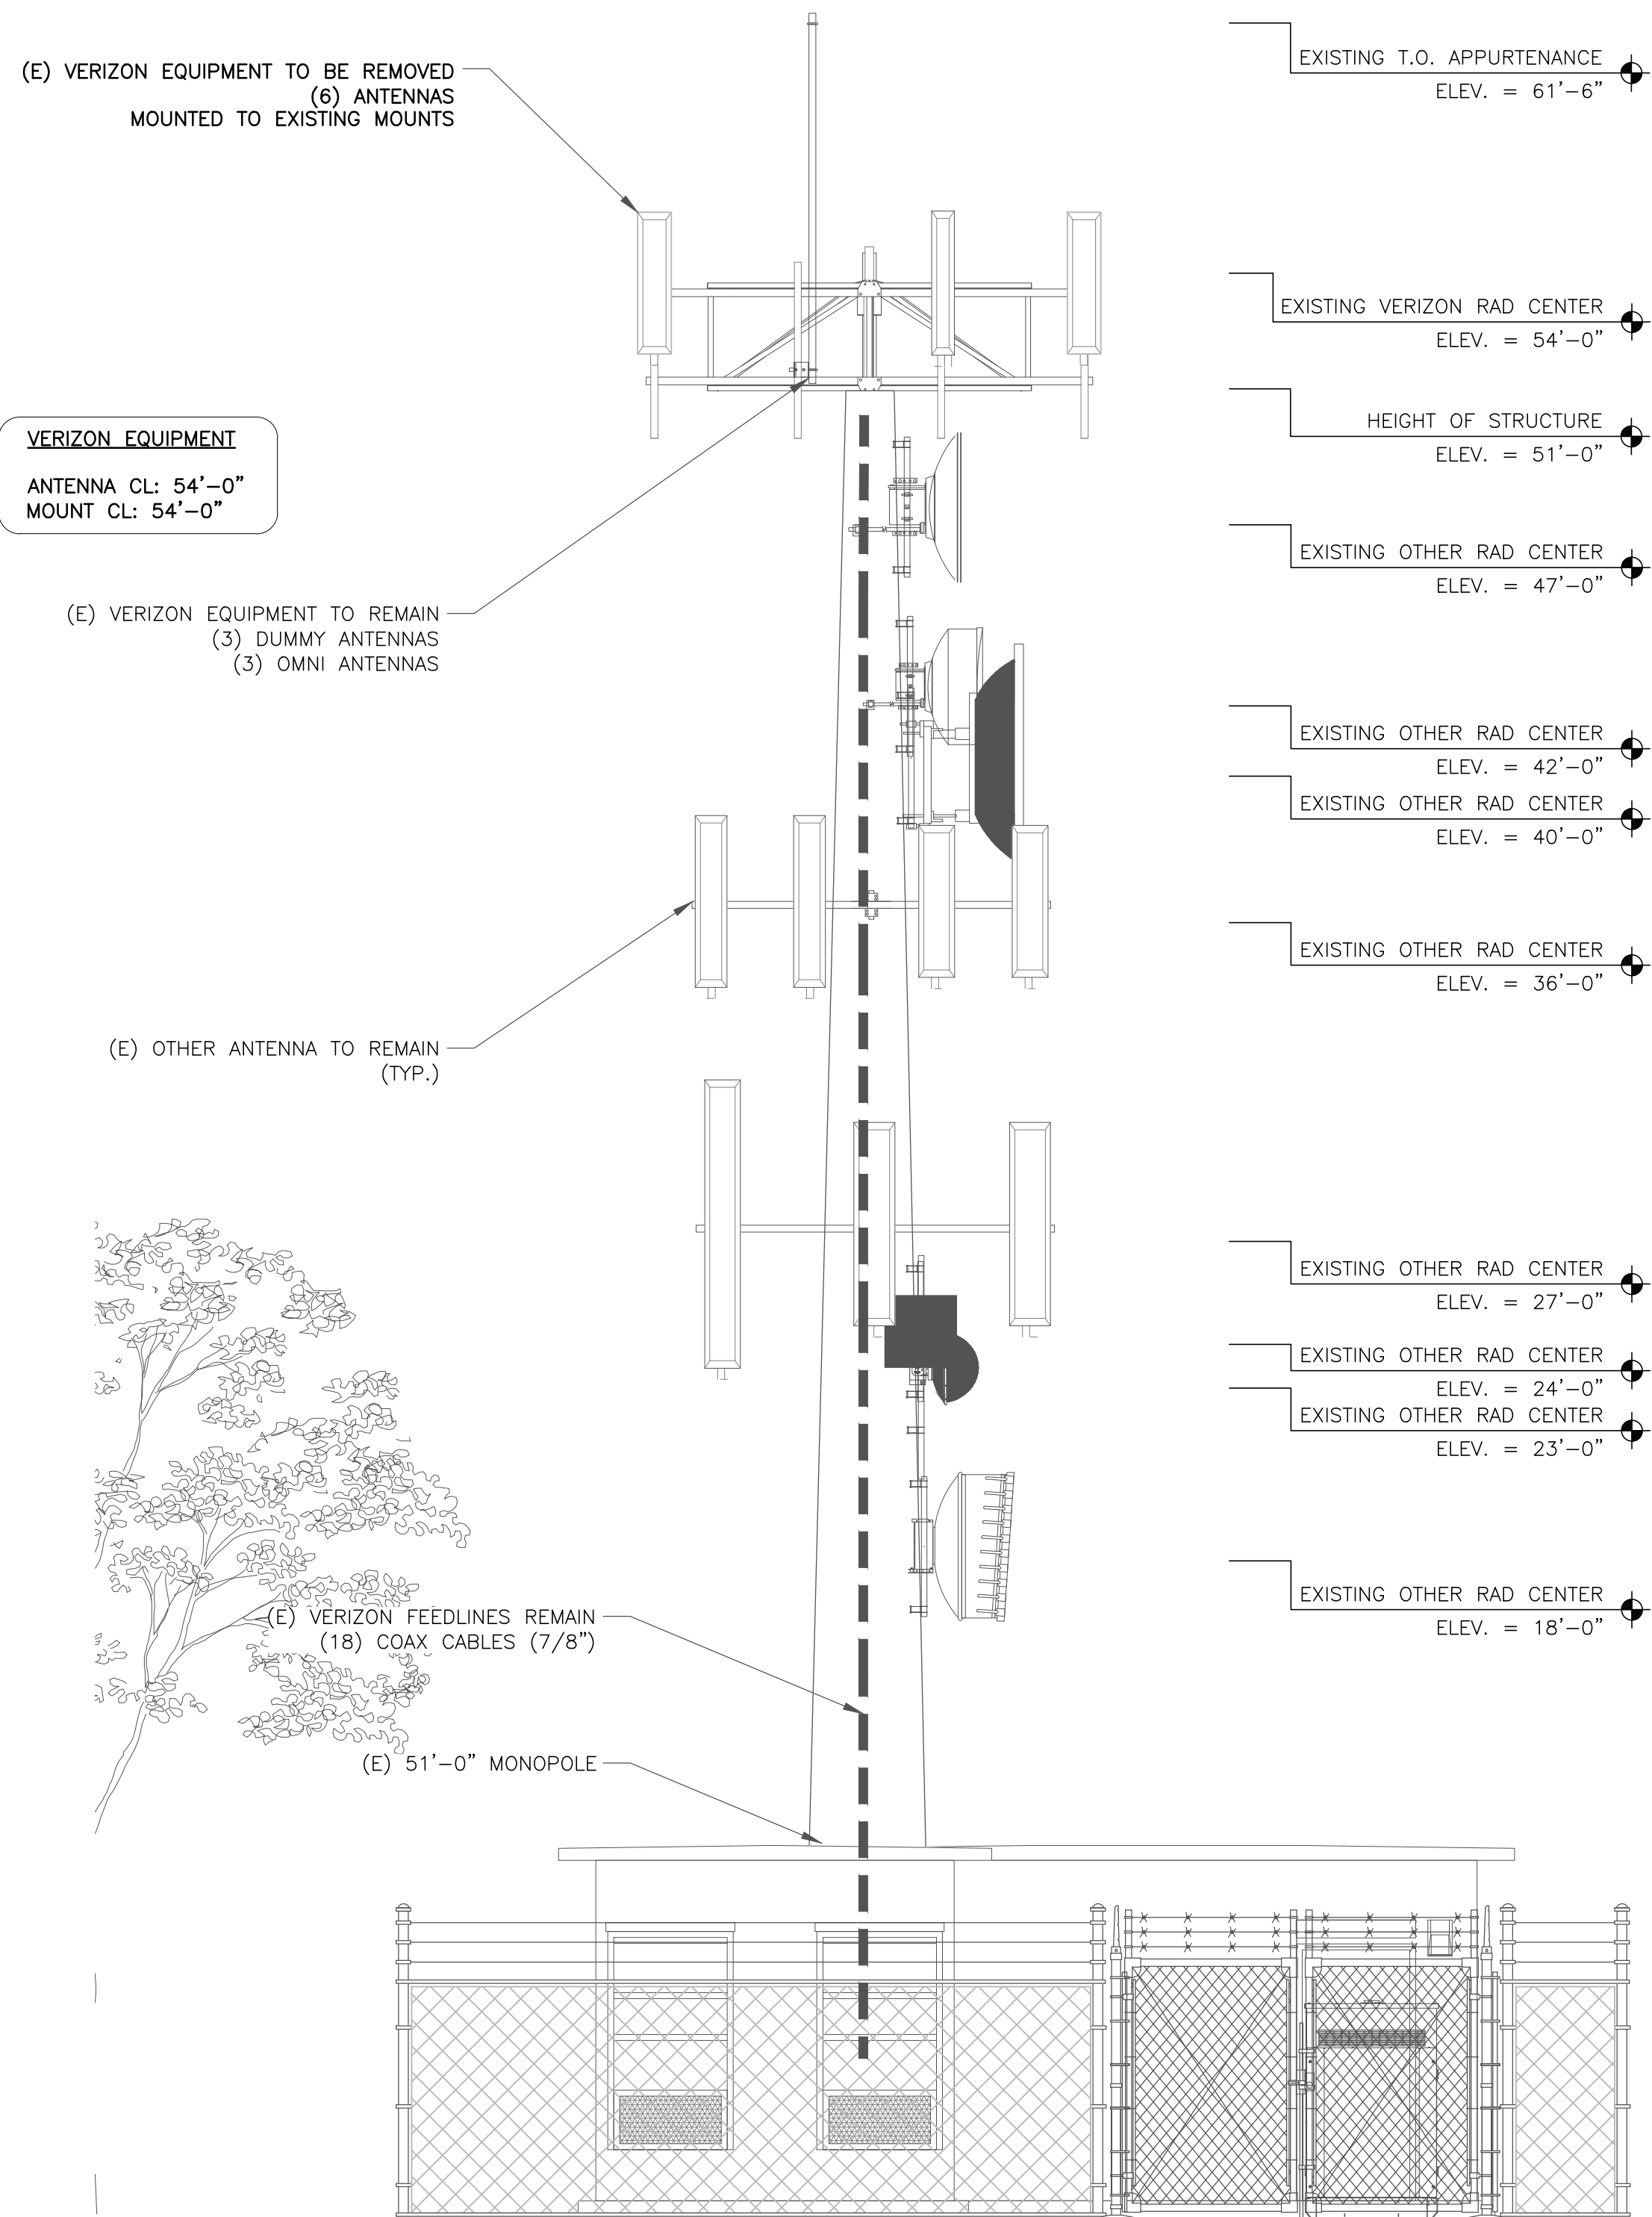 (E) VERIZON EQUIPMENT TO BE REMOVED
(6) ANTENNAS
MOUNTED TO EXISTING MOUNTS
EXISTING T.O. APPURTENANCE
ELEV. = 61'-6"
EXISTING VERIZON RAD CENTER
ELEV. = 54'-0"
HEIGHT OF STRUCTURE
ELEV. = 51'-0"
VERIZON EQUIPMENT
ANTENNA CL: 54'-0"
MOUNT CL: 54'-0"
EXISTING OTHER RAD CENTER
ELEV. = 47'-0"
(E) VERIZON EQUIPMENT TO REMAIN
(3) DUMMY ANTENNAS
(3) OMNI ANTENNAS
EXISTING OTHER RAD CENTER
ELEV. = 42'-0"
EXISTING OTHER RAD CENTER
ELEV. = 40'-0"
EXISTING OTHER RAD CENTER
ELEV. = 36'-0"
(E) OTHER ANTENNA TO REMAIN
(TYP.)
EXISTING OTHER RAD CENTER
ELEV. = 27'-0"
EXISTING OTHER RAD CENTER
ELEV. = 24'-0"
EXISTING OTHER RAD CENTER
ELEV. = 23'-0"
EXISTING OTHER RAD CENTER
ELEV. = 18'-0"
(E) VERIZON FEEDLINES REMAIN
(18) COAX CABLES (7/8")
(E) 51'-0" MONOPOLE